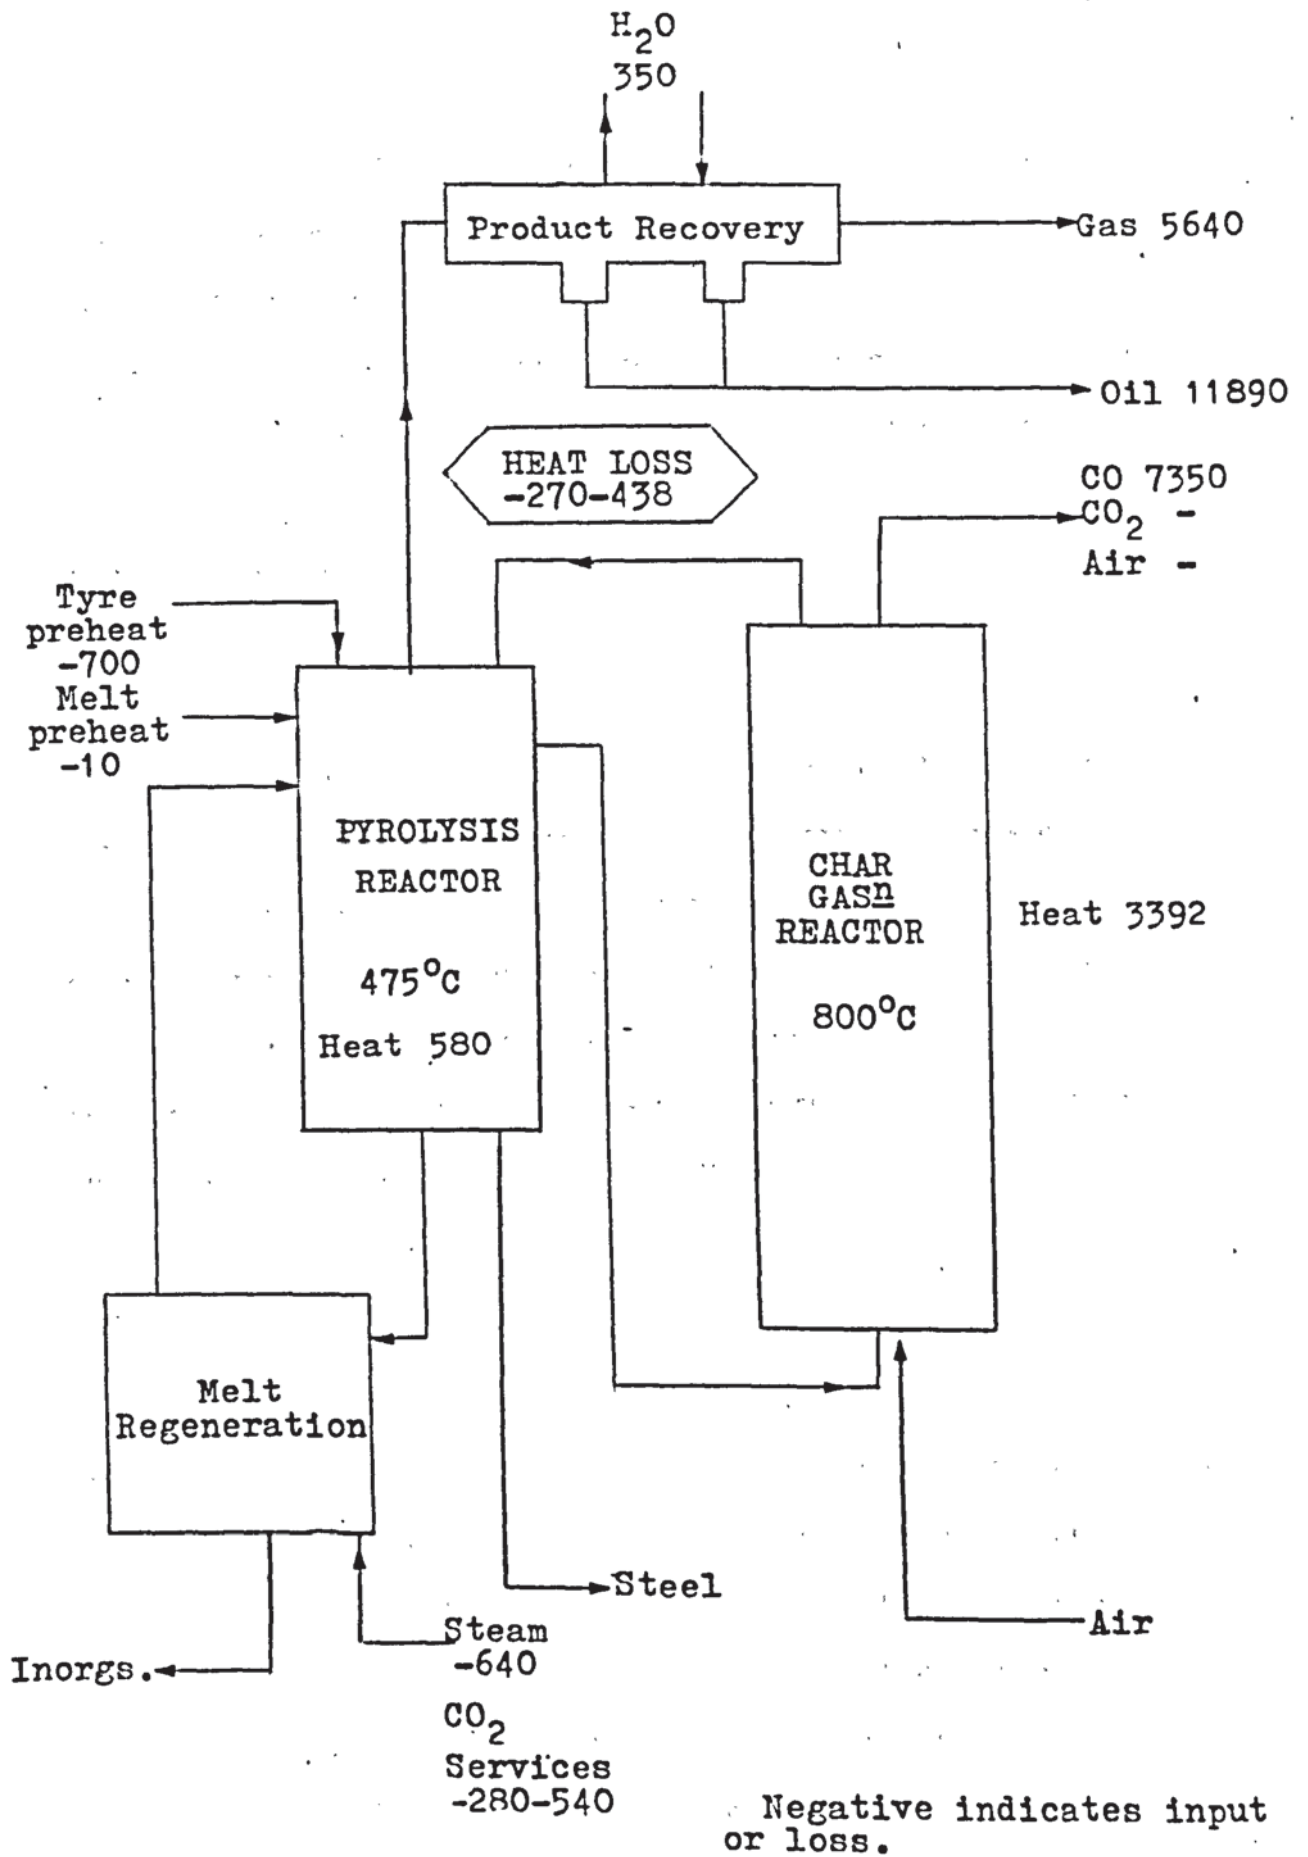 H₂O
350
Product Recovery
Gas 5640
Oil 11890
HEAT LOSS
-270-438
CO 7350
CO₂ -
Air -
Tyre
preheat
-700
Melt
preheat
-10
PYROLYSIS
REACTOR
475°C
Heat 580
CHAR
GASn
REACTOR
800°C
Heat 3392
Melt
Regeneration
Steel
Steam
-640
Air
Inorgs.
CO₂
Services
-280-540
Negative indicates input
or loss.